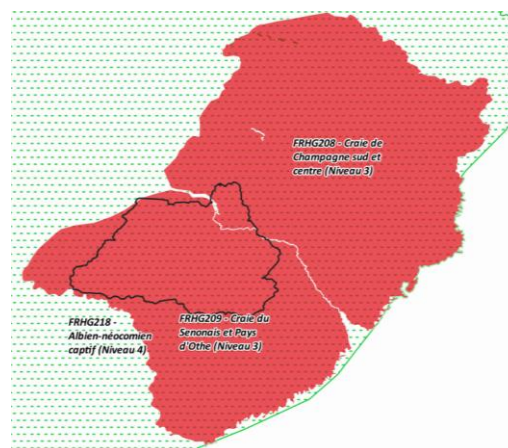 FRHG208 - Craie de
Champagne sud et
centre (Niveau 3)
FRHG218 -
Albien-néocomien
captif (Niveau 4)
FRHG209 - Craie du
Senonais et Pays
d'Othe (Niveau 3)